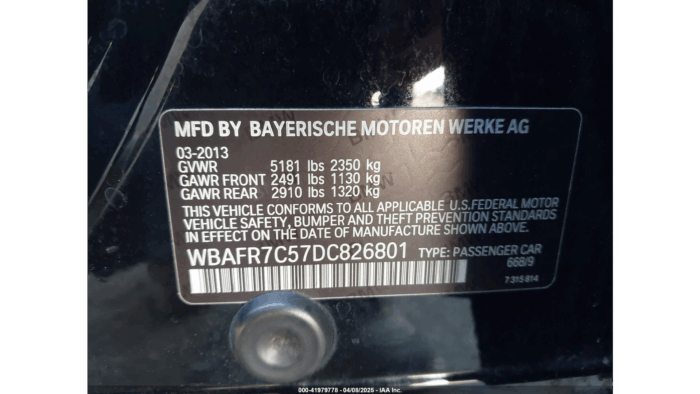 MFD BY BAYERISCHE MOTOREN WERKE AG
03-2013
GVWR 5181 lbs 2350 kg
GAWR FRONT 2491 lbs 1130 kg
GAWR REAR 2910 lbs 1320 kg
THIS VEHICLE CONFORMS TO ALL APPLICABLE U.S.FEDERAL MOTOR
VEHICLE SAFETY, BUMPER AND THEFT PREVENTION STANDARDS
IN EFFECT ON THE DATE OF MANUFACTURE SHOWN ABOVE.
WBAFR7C57DC826801 TYPE: PASSENGER CAR
668/9
7 315 814
000-41979778 - 04/08/2025 - IAA Inc.